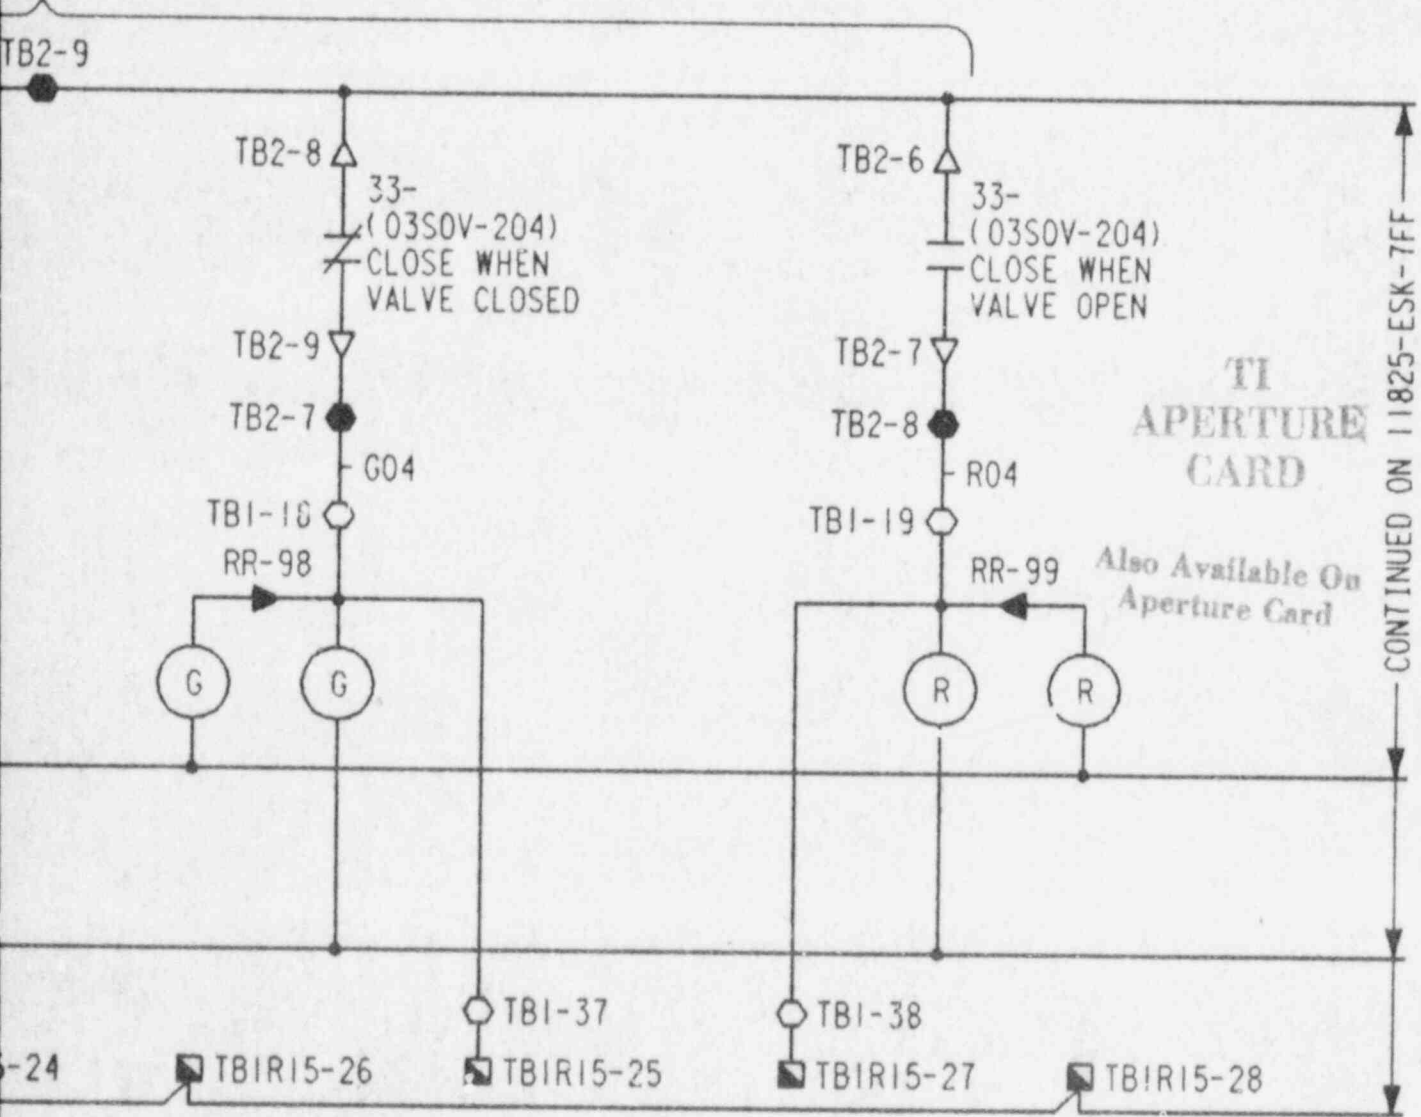 TB2-9
TB2-8
33-
(03SOV-204)
CLOSE WHEN
VALVE CLOSED
TB2-9
TB2-7
G04
TB1-18
RR-98
G
G
TB2-6
33-
(03SOV-204)
CLOSE WHEN
VALVE OPEN
TB2-7
TB2-8
R04
TB1-19
RR-99
R
R
TI
APERTURE
CARD
Also Available On
Aperture Card
CONTINUED ON 11825-ESK-7FF
TB1-37
TB1-38
-24
TB1R15-26
TB1R15-25
TB1R15-27
TB1R15-28